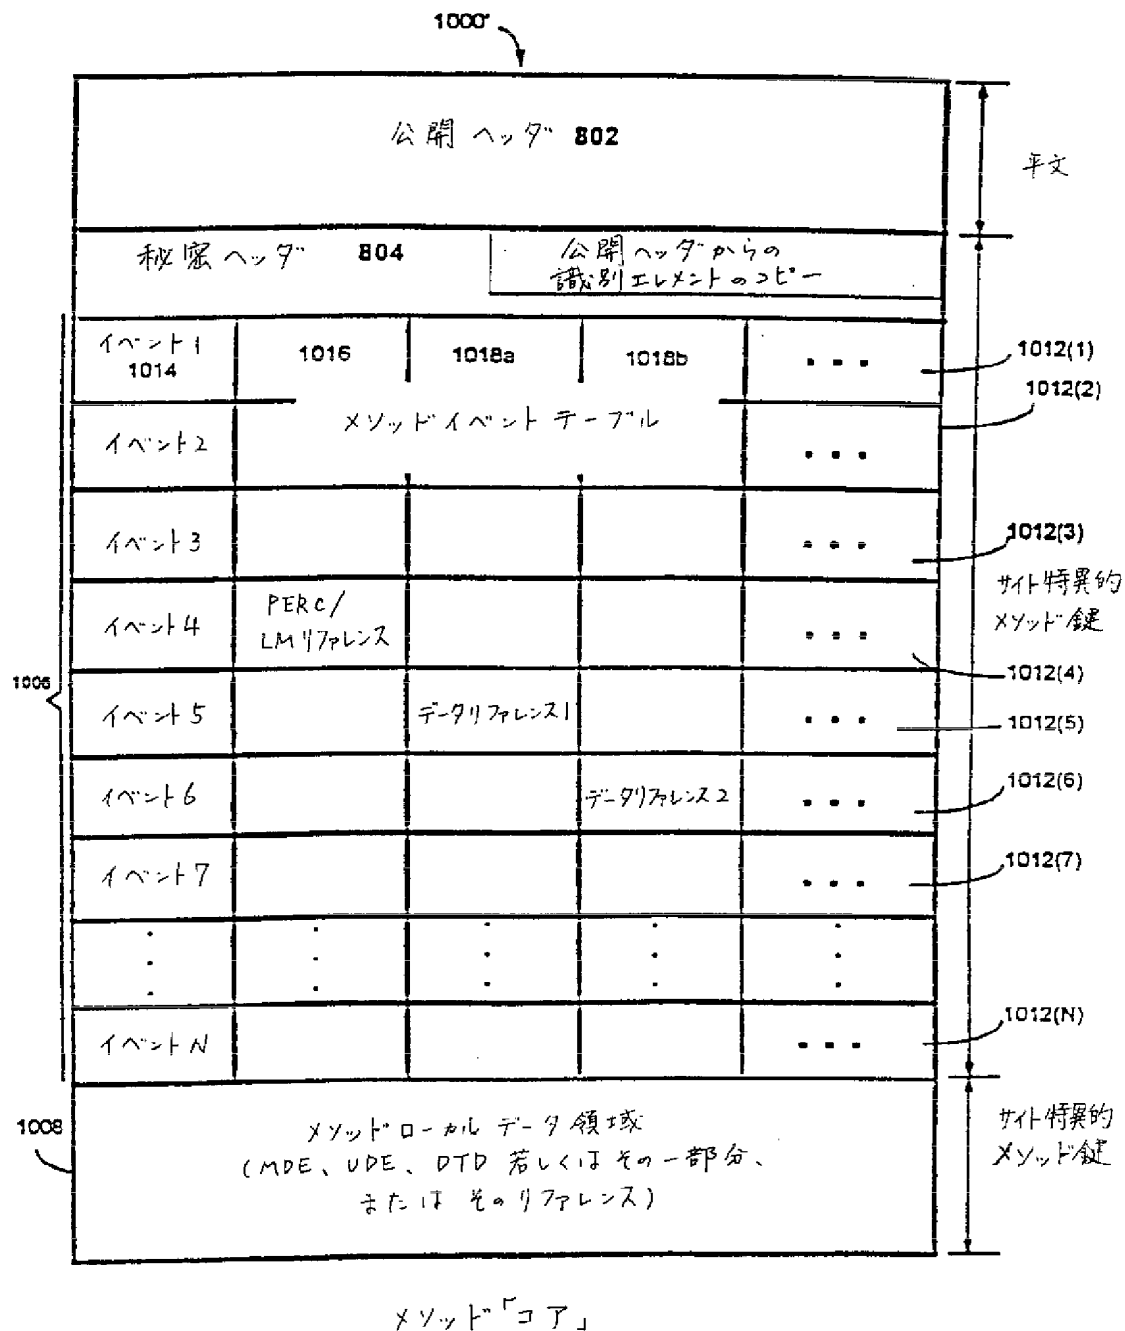 1000'
公開ヘッダ 802
平文
秘密ヘッダ 804
公開ヘッダからの
識別エレメントのコピー
イベント1
1014
1016
1018a
1018b
...
1012(1)
1012(2)
メソッドイベントテーブル
イベント2
...
イベント3
...
1012(3)
サイト特異的
メソッド鍵
イベント4
PERC/
LMリファレンス
...
1012(4)
1006
イベント5
データリファレンス1
...
1012(5)
イベント6
データリファレンス2
...
1012(6)
イベント7
...
1012(7)
イベントN
...
1012(N)
1008
メソッドローカルデータ領域
(MDE、UDE、DTD 若しくはその一部分、
またはそのリファレンス)
サイト特異的
メソッド鍵
メソッド「コア」